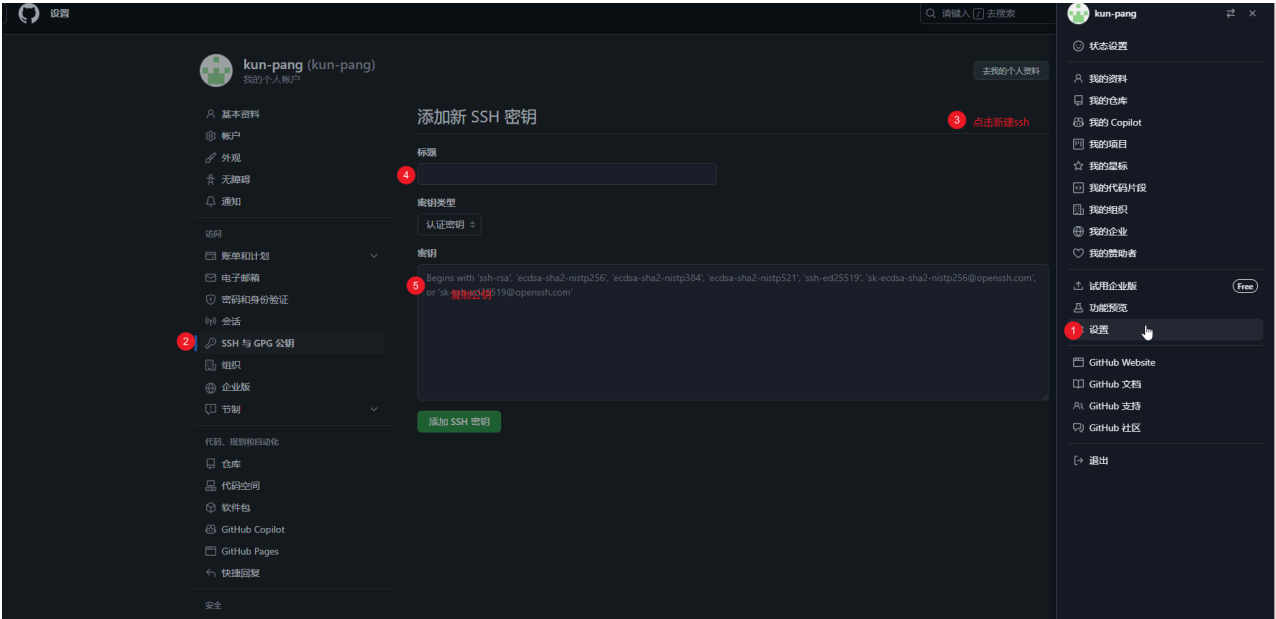 设置
请键入 / 去搜索
kun-pang (kun-pang)
我的个人帐户
去我的个人资料
基本资料
帐户
外观
无障碍
通知
访问
账单和计划
电子邮箱
密码和身份验证
会话
2
SSH 与 GPG 公钥
组织
企业版
节制
代码、规划和自动化
仓库
代码空间
软件包
GitHub Copilot
GitHub Pages
快捷回复
安全
添加新 SSH 密钥
3 点击新建ssh
标题
4
密钥类型
认证密钥
密钥
Begins with 'ssh-rsa', 'ecdsa-sha2-nistp256', 'ecdsa-sha2-nistp384', 'ecdsa-sha2-nistp521', 'ssh-ed25519', 'sk-ecdsa-sha2-nistp256@openssh.com',
or 'sk-ssh-ed25519@openssh.com'
5
复制公钥
添加 SSH 密钥
kun-pang
状态设置
我的资料
我的仓库
我的 Copilot
我的项目
我的星标
我的代码片段
我的组织
我的企业
我的赞助者
试用企业版 Free
功能预览
1 设置
GitHub Website
GitHub 文档
GitHub 支持
GitHub 社区
退出